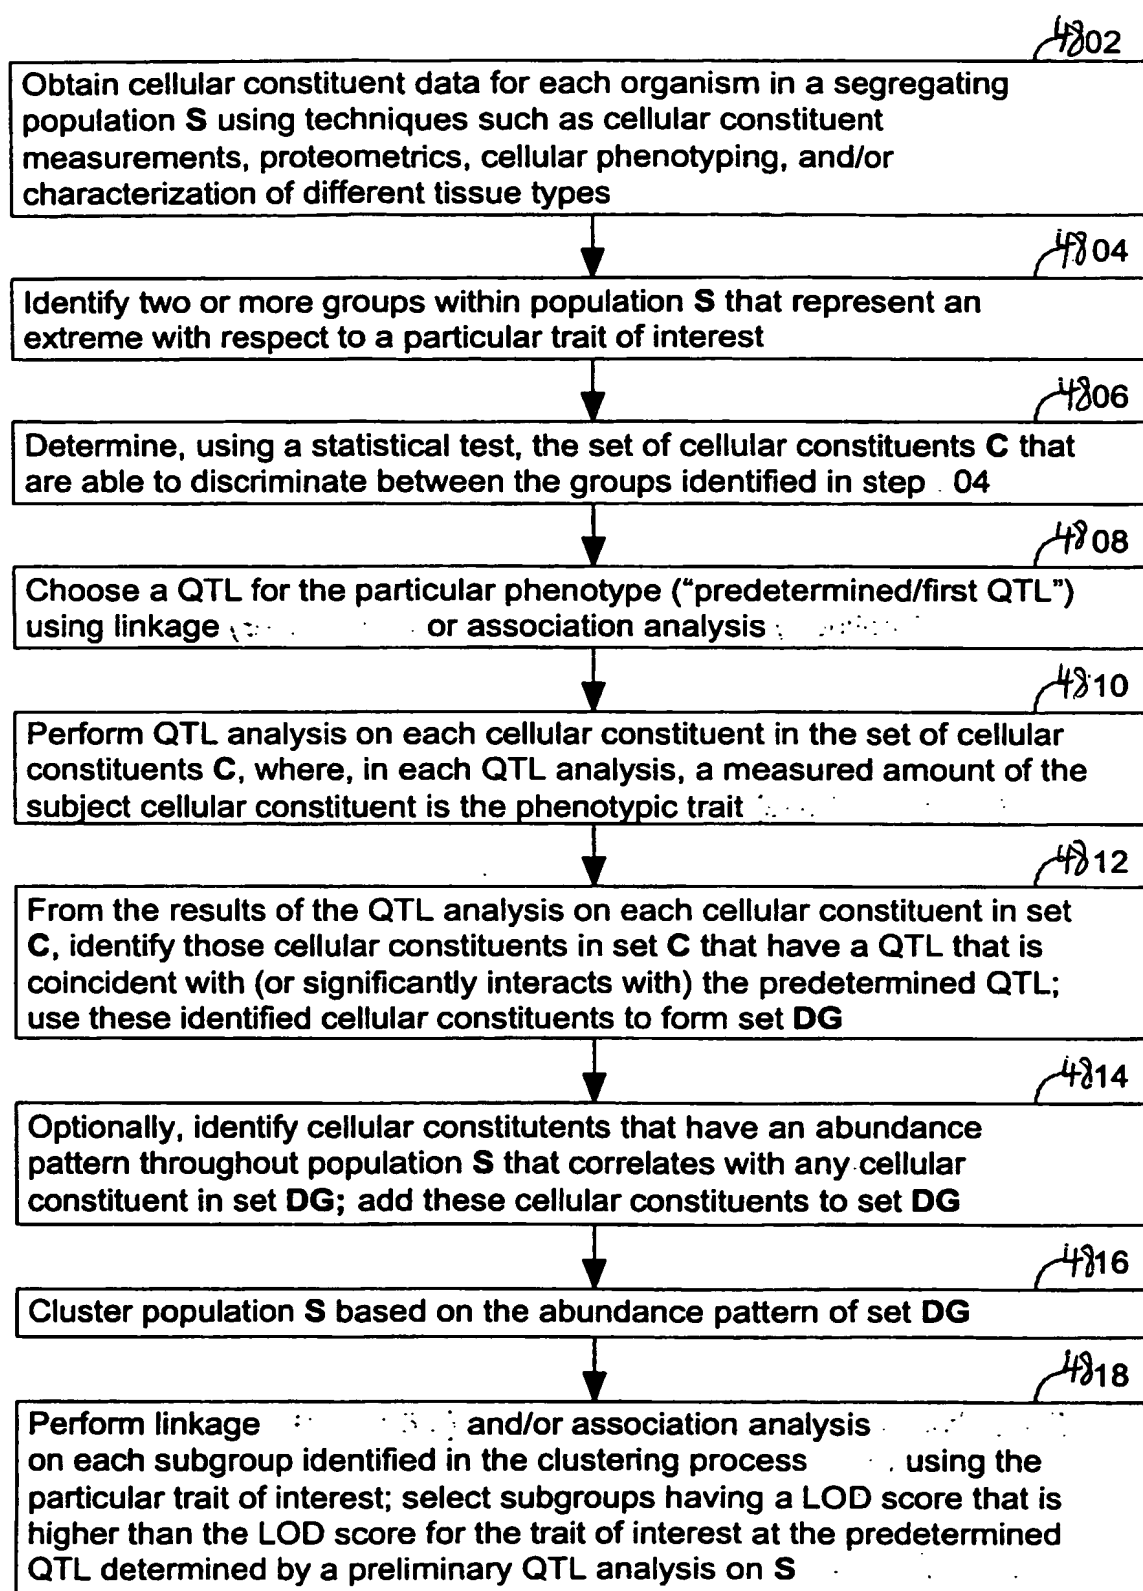 4802
Obtain cellular constituent data for each organism in a segregating
population S using techniques such as cellular constituent
measurements, proteometrics, cellular phenotyping, and/or
characterization of different tissue types
4804
Identify two or more groups within population S that represent an
extreme with respect to a particular trait of interest
4806
Determine, using a statistical test, the set of cellular constituents C that
are able to discriminate between the groups identified in step 04
4808
Choose a QTL for the particular phenotype (“predetermined/first QTL”)
using linkage or association analysis
4810
Perform QTL analysis on each cellular constituent in the set of cellular
constituents C, where, in each QTL analysis, a measured amount of the
subject cellular constituent is the phenotypic trait
4812
From the results of the QTL analysis on each cellular constituent in set
C, identify those cellular constituents in set C that have a QTL that is
coincident with (or significantly interacts with) the predetermined QTL;
use these identified cellular constituents to form set DG
4814
Optionally, identify cellular constitutents that have an abundance
pattern throughout population S that correlates with any cellular
constituent in set DG; add these cellular constituents to set DG
4816
Cluster population S based on the abundance pattern of set DG
4818
Perform linkage and/or association analysis
on each subgroup identified in the clustering process using the
particular trait of interest; select subgroups having a LOD score that is
higher than the LOD score for the trait of interest at the predetermined
QTL determined by a preliminary QTL analysis on S